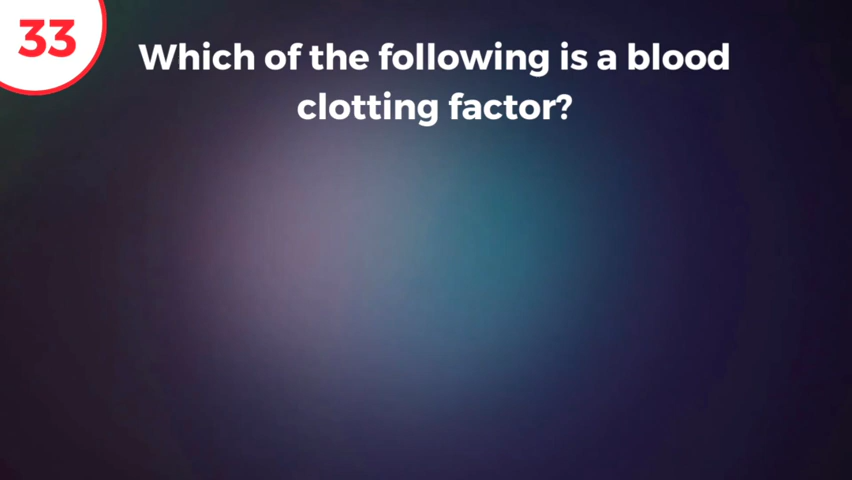 33
Which of the following is a blood
clotting factor?